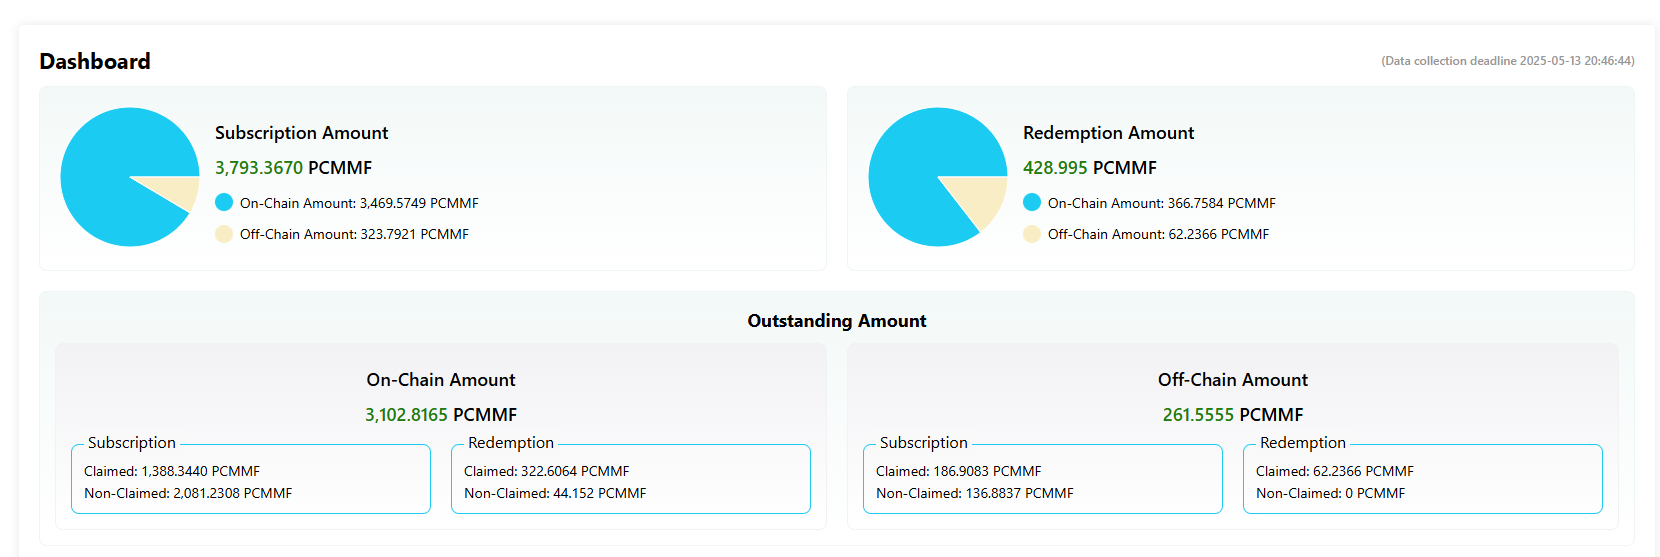 Dashboard
(Data collection deadline 2025-05-13 20:46:44)
Subscription Amount
3,793.3670 PCMMF
On-Chain Amount: 3,469.5749 PCMMF
Off-Chain Amount: 323.7921 PCMMF
Redemption Amount
428.995 PCMMF
On-Chain Amount: 366.7584 PCMMF
Off-Chain Amount: 62.2366 PCMMF
Outstanding Amount
On-Chain Amount
3,102.8165 PCMMF
Subscription
Claimed: 1,388.3440 PCMMF
Non-Claimed: 2,081.2308 PCMMF
Redemption
Claimed: 322.6064 PCMMF
Non-Claimed: 44.152 PCMMF
Off-Chain Amount
261.5555 PCMMF
Subscription
Claimed: 186.9083 PCMMF
Non-Claimed: 136.8837 PCMMF
Redemption
Claimed: 62.2366 PCMMF
Non-Claimed: 0 PCMMF